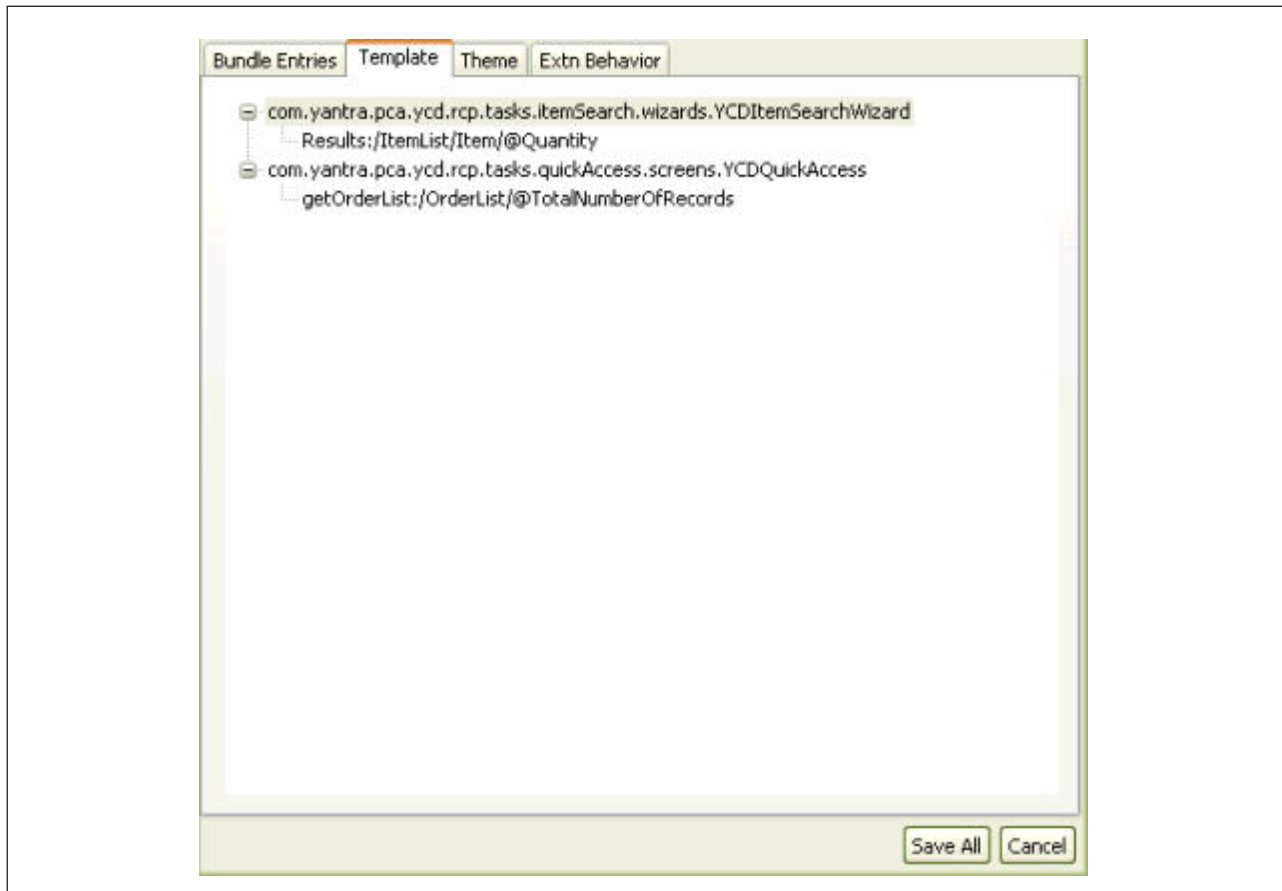 Bundle Entries Template Theme Extn Behavior
com.yantra.pca.ycd.rcp.tasks.itemSearch.wizards.YCDItemSearchWizard
Results:/ItemList/Item/@Quantity
com.yantra.pca.ycd.rcp.tasks.quickAccess.screens.YCDQuickAccess
getOrderList:/OrderList/@TotalNumberOfRecords
Save All Cancel